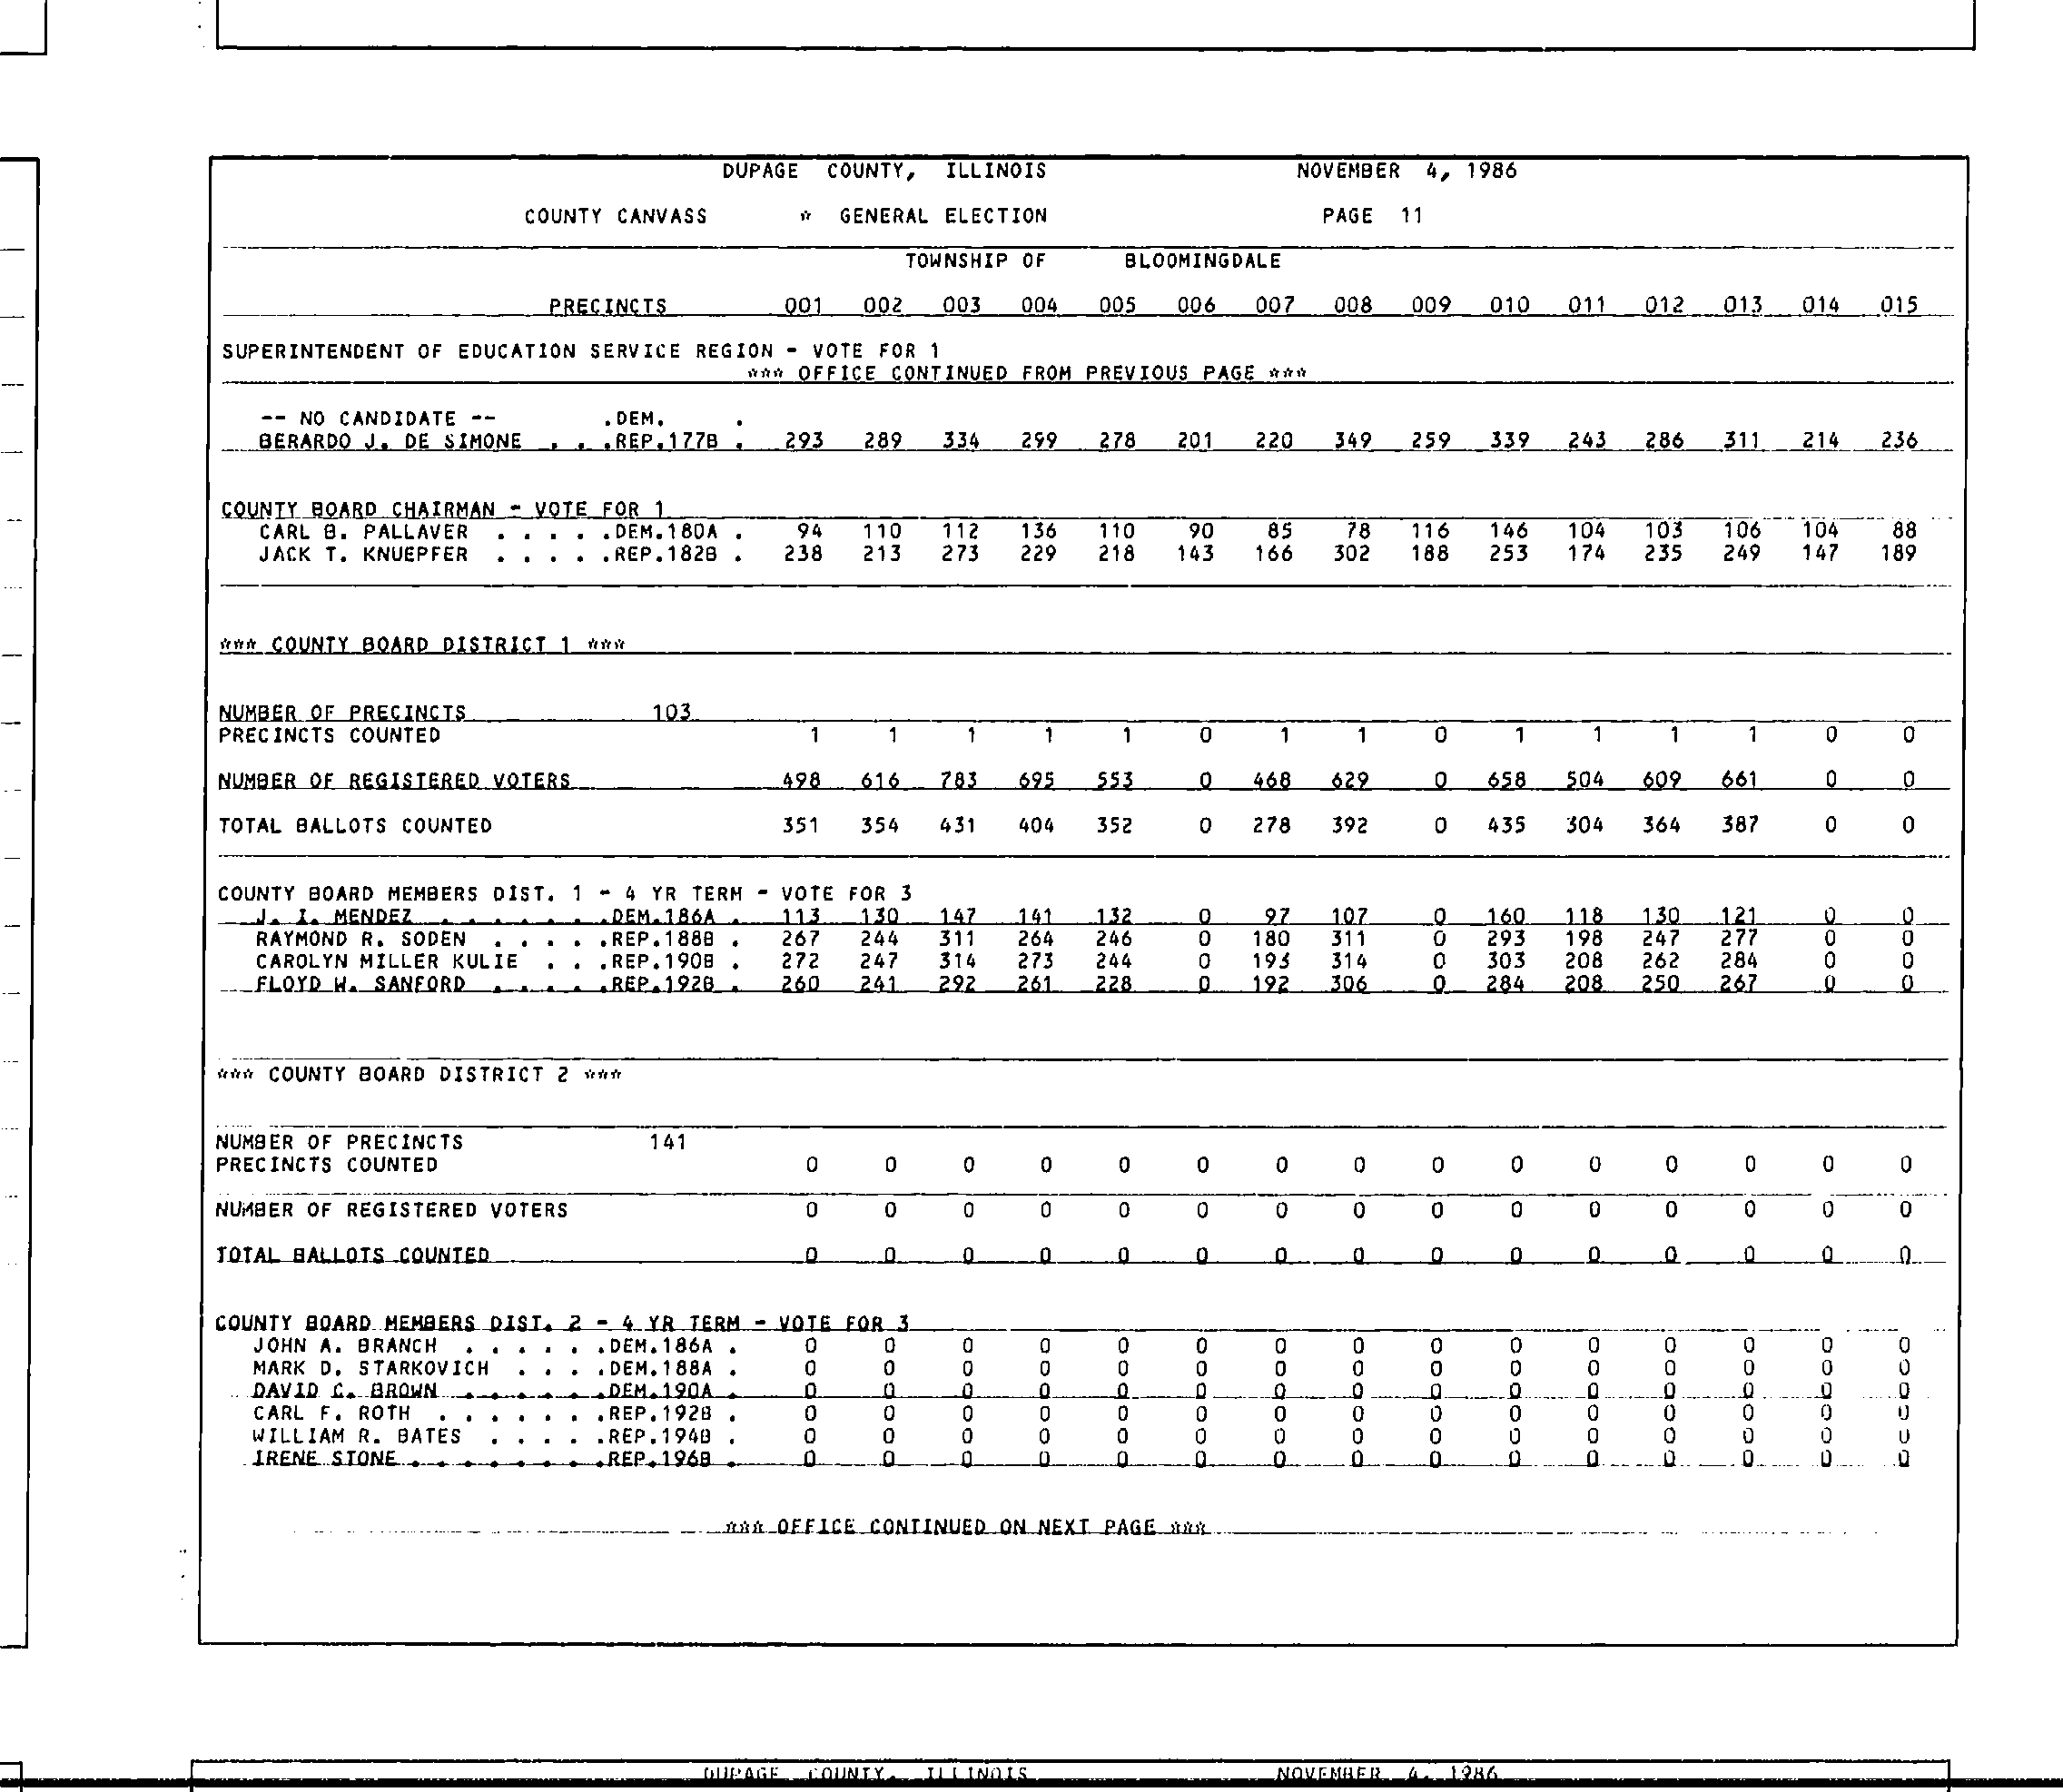 DUPAGE COUNTY, ILLINOIS NOVEMBER 4, 1986
COUNTY CANVASS * GENERAL ELECTION PAGE 11
TOWNSHIP OF BLOOMINGDALE
PRECINCTS 001 002 003 004 005 006 007 008 009 010 011 012 013 014 015
SUPERINTENDENT OF EDUCATION SERVICE REGION - VOTE FOR 1
*** OFFICE CONTINUED FROM PREVIOUS PAGE ***
-- NO CANDIDATE -- .DEM. .
BERARDO J. DE SIMONE . . .REP.177B . 293 289 334 299 278 201 220 349 259 339 243 286 311 214 236
COUNTY BOARD CHAIRMAN - VOTE FOR 1
CARL B. PALLAVER . . . . .DEM.180A . 94 110 112 136 110 90 85 78 116 146 104 103 106 104 88
JACK T. KNUEPFER . . . . .REP.182B . 238 213 273 229 218 143 166 302 188 253 174 235 249 147 189
*** COUNTY BOARD DISTRICT 1 ***
NUMBER OF PRECINCTS 103
PRECINCTS COUNTED 1 1 1 1 1 0 1 1 0 1 1 1 1 0 0
NUMBER OF REGISTERED VOTERS 498 616 783 695 553 0 468 629 0 658 504 609 661 0 0
TOTAL BALLOTS COUNTED 351 354 431 404 352 0 278 392 0 435 304 364 387 0 0
COUNTY BOARD MEMBERS DIST. 1 - 4 YR TERM - VOTE FOR 3
J. I. MENDEZ . . . . . . .DEM.186A . 113 130 147 141 132 0 97 107 0 160 118 130 121 0 0
RAYMOND R. SODEN . . . . .REP.188B . 267 244 311 264 246 0 180 311 0 293 198 247 277 0 0
CAROLYN MILLER KULIE . . .REP.190B . 272 247 314 273 244 0 193 314 0 303 208 262 284 0 0
FLOYD W. SANFORD . . . . .REP.192B . 260 241 292 261 228 0 192 306 0 284 208 250 267 0 0
*** COUNTY BOARD DISTRICT 2 ***
NUMBER OF PRECINCTS 141
PRECINCTS COUNTED 0 0 0 0 0 0 0 0 0 0 0 0 0 0 0
NUMBER OF REGISTERED VOTERS 0 0 0 0 0 0 0 0 0 0 0 0 0 0 0
TOTAL BALLOTS COUNTED 0 0 0 0 0 0 0 0 0 0 0 0 0 0 0
COUNTY BOARD MEMBERS DIST. 2 - 4 YR TERM - VOTE FOR 3
JOHN A. BRANCH . . . . . .DEM.186A . 0 0 0 0 0 0 0 0 0 0 0 0 0 0 0
MARK D. STARKOVICH . . . .DEM.188A . 0 0 0 0 0 0 0 0 0 0 0 0 0 0 0
DAVID C. BROWN . . . . . .DEM.190A . 0 0 0 0 0 0 0 0 0 0 0 0 0 0 0
CARL F. ROTH . . . . . . .REP.192B . 0 0 0 0 0 0 0 0 0 0 0 0 0 0 0
WILLIAM R. BATES . . . . .REP.194B . 0 0 0 0 0 0 0 0 0 0 0 0 0 0 0
IRENE STONE . . . . . . . .REP.196B . 0 0 0 0 0 0 0 0 0 0 0 0 0 0 0
*** OFFICE CONTINUED ON NEXT PAGE ***
DUPAGE COUNTY, ILLINOIS NOVEMBER 4, 1986